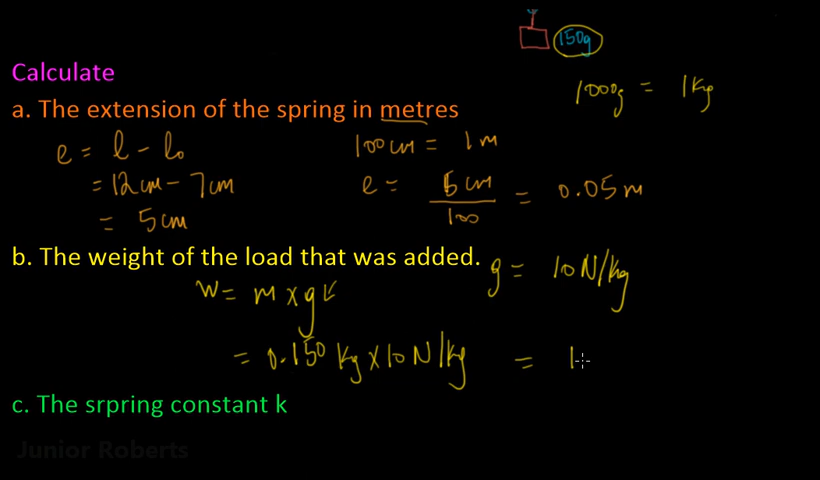 150g
Calculate
1000g = 1Kg
a. The extension of the spring in metres
e = l - l₀
100cm = 1m
= 12cm - 7cm
e = 5cm/100 = 0.05m
= 5cm
b. The weight of the load that was added.
g = 10N/kg
W = m x g
= 0.150 kg x 10 N/kg = 1
c. The srpring constant k
Junior Roberts